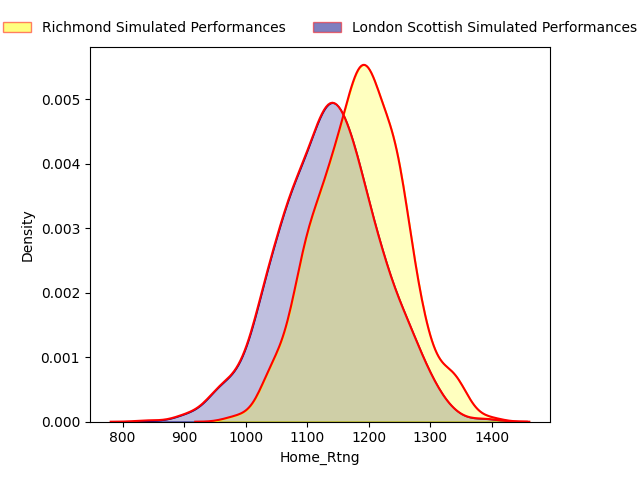 Richmond Simulated Performances London Scottish Simulated Performances
0.005
0.004
0.003
0.002
0.001
0.000
Density
800 900 1000 1100 1200 1300 1400
Home_Rtng